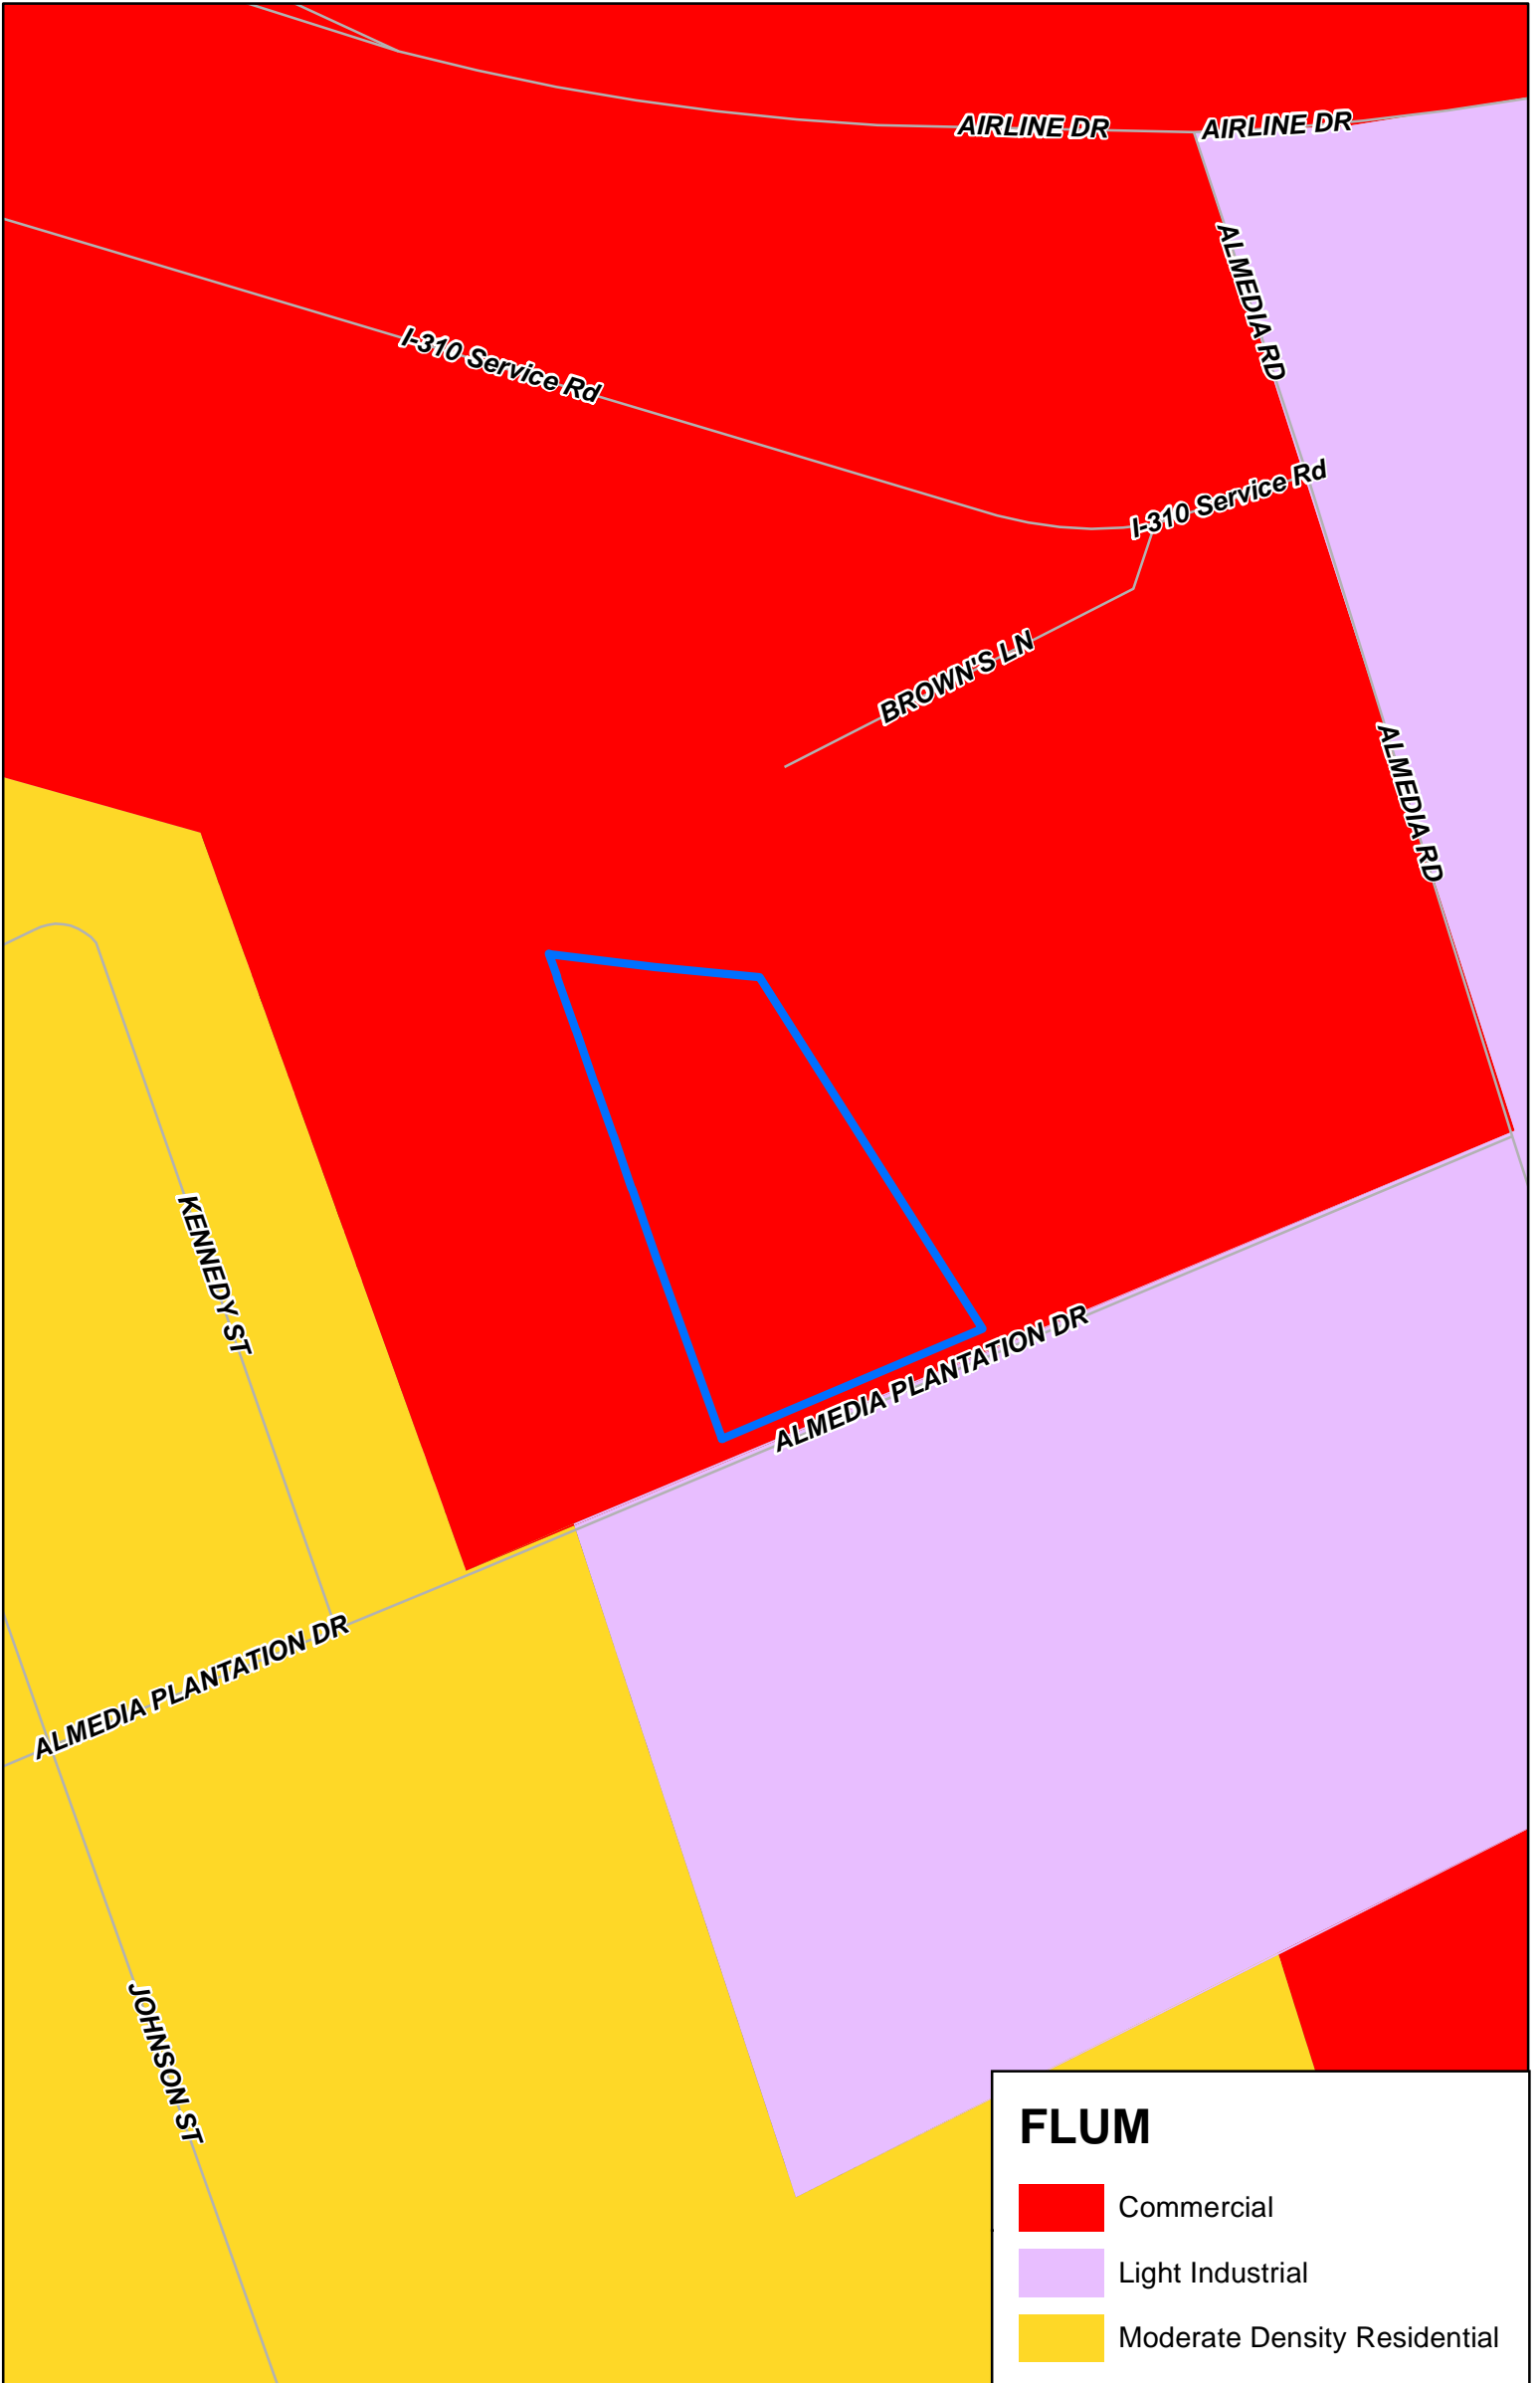 AIRLINE DR
AIRLINE DR
ALMEDIA RD
I-310 Service Rd
I-310 Service Rd
BROWN'S LN
ALMEDIA RD
KENNEDY ST
ALMEDIA PLANTATION DR
ALMEDIA PLANTATION DR
JOHNSON ST
FLUM
Commercial
Light Industrial
Moderate Density Residential